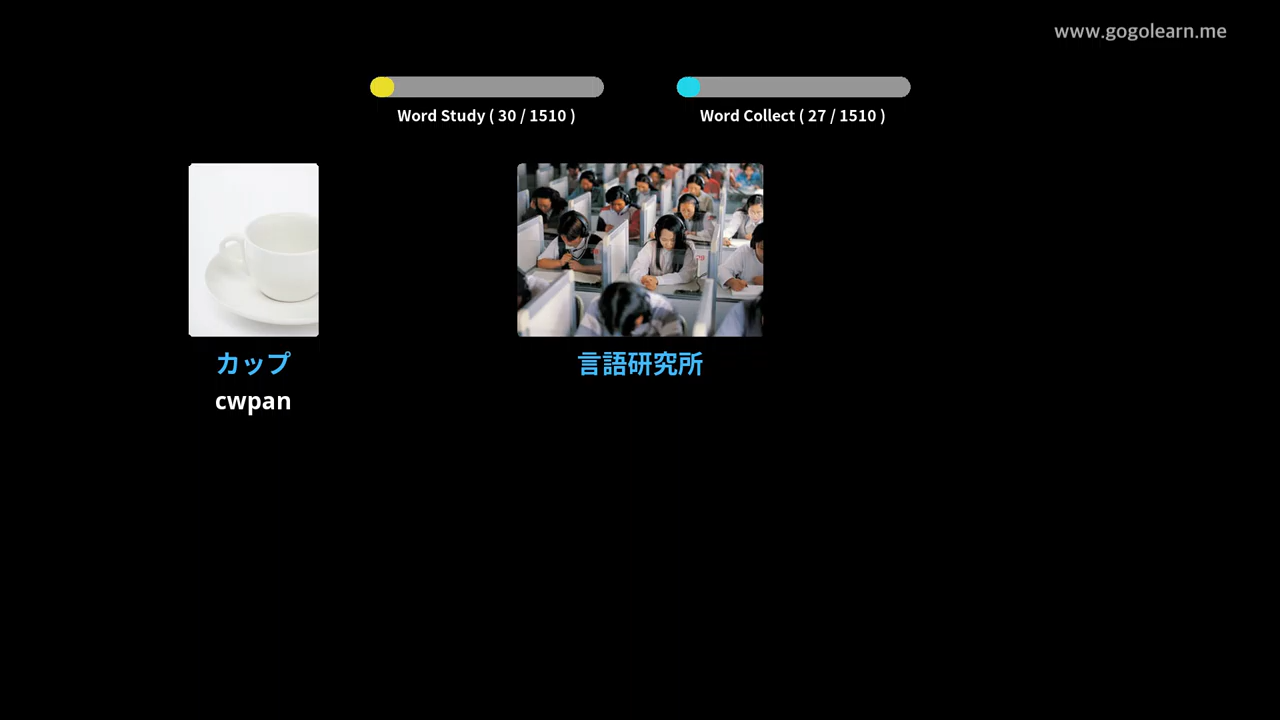 www.gogolearn.me
Word Study ( 30 / 1510 )
Word Collect ( 27 / 1510 )
カップ
cwpan
言語研究所